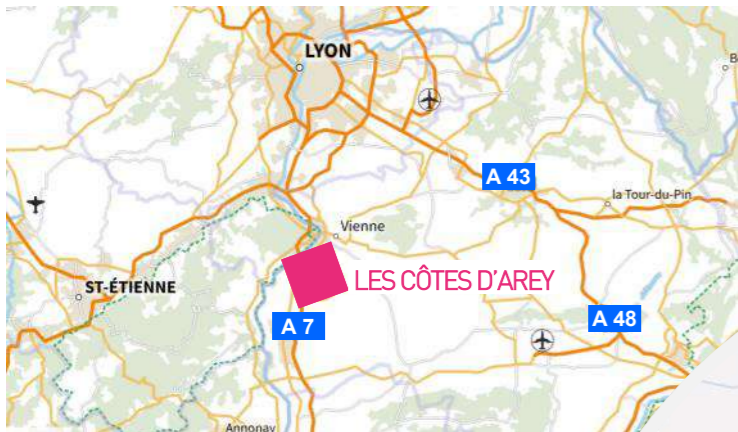 LYON
B
A 43
la Tour-du-Pin
Vienne
LES CÔTES D'AREY
ST-ÉTIENNE
A 7
A 48
Annonay